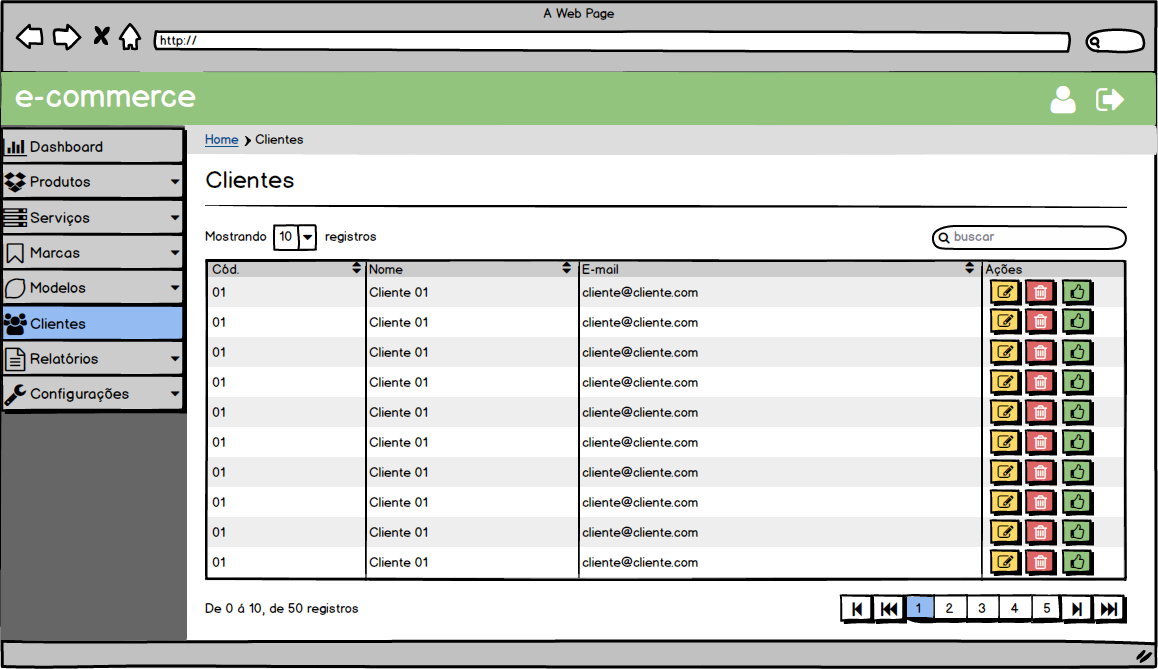 A Web Page
http://
e-commerce
Dashboard
Produtos
Serviços
Marcas
Modelos
Clientes
Relatórios
Configurações
Home Clientes
Clientes
Mostrando 10 registros
buscar
Cód. Nome E-mail Ações
01 Cliente 01 cliente@cliente.com
01 Cliente 01 cliente@cliente.com
01 Cliente 01 cliente@cliente.com
01 Cliente 01 cliente@cliente.com
01 Cliente 01 cliente@cliente.com
01 Cliente 01 cliente@cliente.com
01 Cliente 01 cliente@cliente.com
01 Cliente 01 cliente@cliente.com
01 Cliente 01 cliente@cliente.com
01 Cliente 01 cliente@cliente.com
De 0 á 10, de 50 registros
1 2 3 4 5